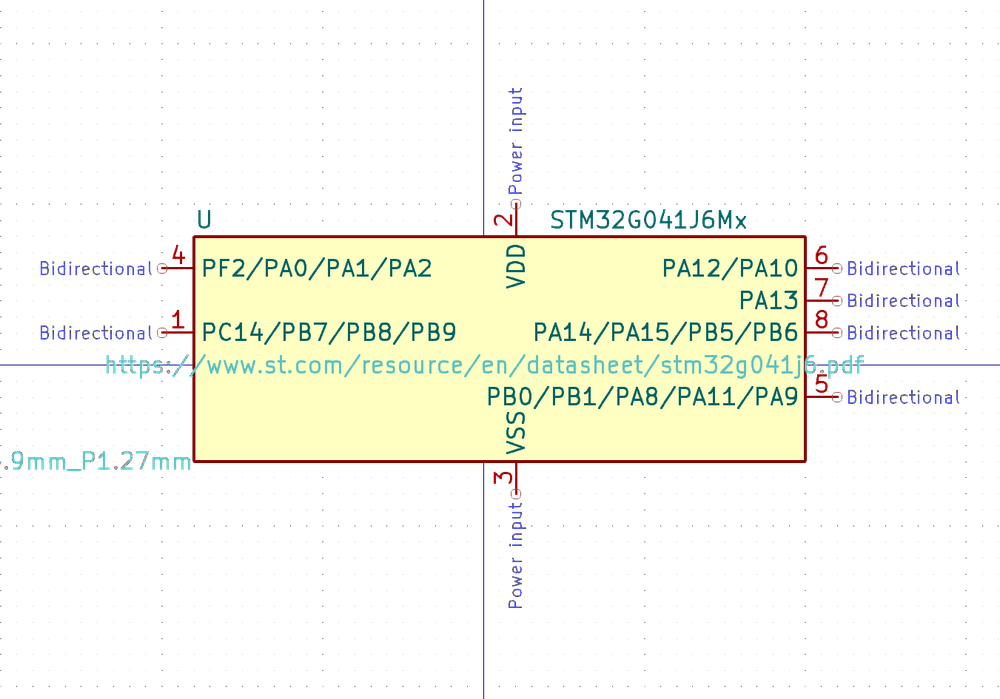 Power input
U
2
STM32G041J6Mx
Bidirectional
4
PF2/PA0/PA1/PA2
VDD
PA12/PA10
6
Bidirectional
PA13
7
Bidirectional
Bidirectional
1
PC14/PB7/PB8/PB9
PA14/PA15/PB5/PB6
8
Bidirectional
https://www.st.com/resource/en/datasheet/stm32g041j6.pdf
PB0/PB1/PA8/PA11/PA9
5
Bidirectional
VSS
.9mm_P1.27mm
3
Power input